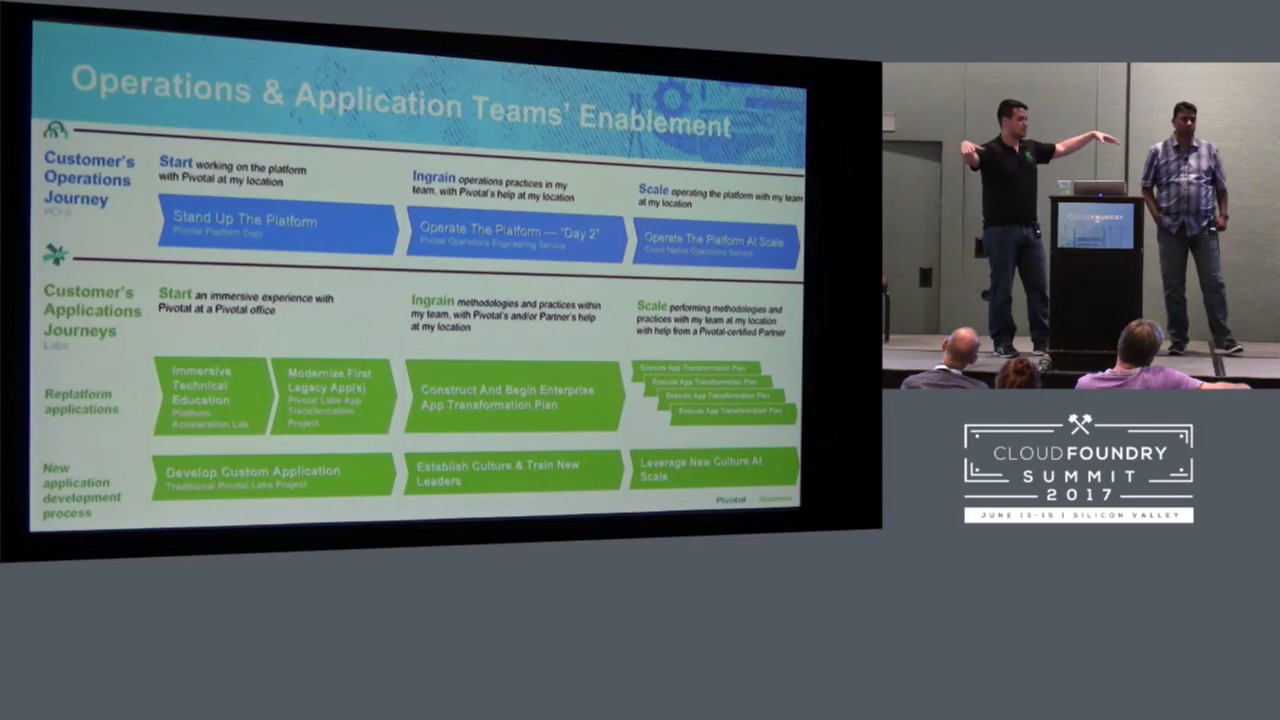 Operations & Application Teams' Enablement
Customer's
Operations
Journey
Start working on the platform
with Pivotal at my location
Ingrain operations practices in my
team, with Pivotal's help at my location
Scale operating the platform with my team
at my location
Stand Up The Platform
Pivotal Platform Dojo
Operate The Platform — "Day 2"
Pivotal Operations Engineering Service
Operate The Platform At Scale
Cloud Native Operations Service
Customer's
Applications
Journeys
Labs
Start an immersive experience with
Pivotal at a Pivotal office
Ingrain methodologies and practices within
my team, with Pivotal's and/or Partner's help
at my location
Scale performing methodologies and
practices with my team at my location
with help from a Pivotal-certified Partner
Replatform
applications
Immersive
Technical
Education
Platform
Acceleration Lab
Modernize First
Legacy App(s)
Pivotal Labs App
Transformation
Project
Construct And Begin Enterprise
App Transformation Plan
Execute App Transformation Plan
Execute App Transformation Plan
Execute App Transformation Plan
Execute App Transformation Plan
New
application
development
process
Develop Custom Application
Traditional Pivotal Labs Project
Establish Culture & Train New
Leaders
Leverage New Culture At
Scale
Pivotal
CLOUDFOUNDRY
CLOUDFOUNDRY
SUMMIT
2017
JUNE 13-15 | SILICON VALLEY